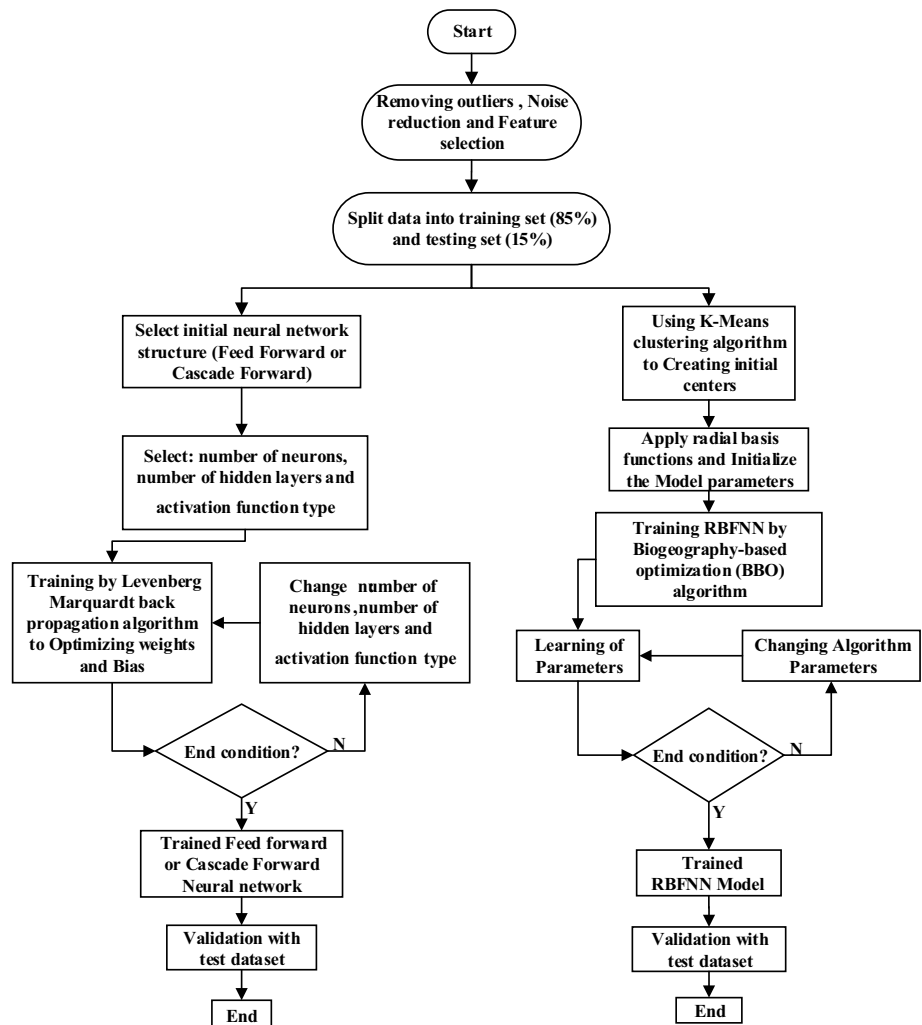 Start
Removing outliers , Noise
reduction and Feature
selection
Split data into training set (85%)
and testing set (15%)
Select initial neural network
structure (Feed Forward or
Cascade Forward)
Select: number of neurons,
number of hidden layers and
activation function type
Training by Levenberg
Marquardt back
propagation algorithm
to Optimizing weights
and Bias
Change number of
neurons ,number of
hidden layers and
activation function type
End condition?
N
Y
Trained Feed forward
or Cascade Forward
Neural network
Validation with
test dataset
End
Using K-Means
clustering algorithm
to Creating initial
centers
Apply radial basis
functions and Initialize
the Model parameters
Training RBFNN by
Biogeography-based
optimization (BBO)
algorithm
Learning of
Parameters
Changing Algorithm
Parameters
End condition?
N
Y
Trained
RBFNN Model
Validation with
test dataset
End